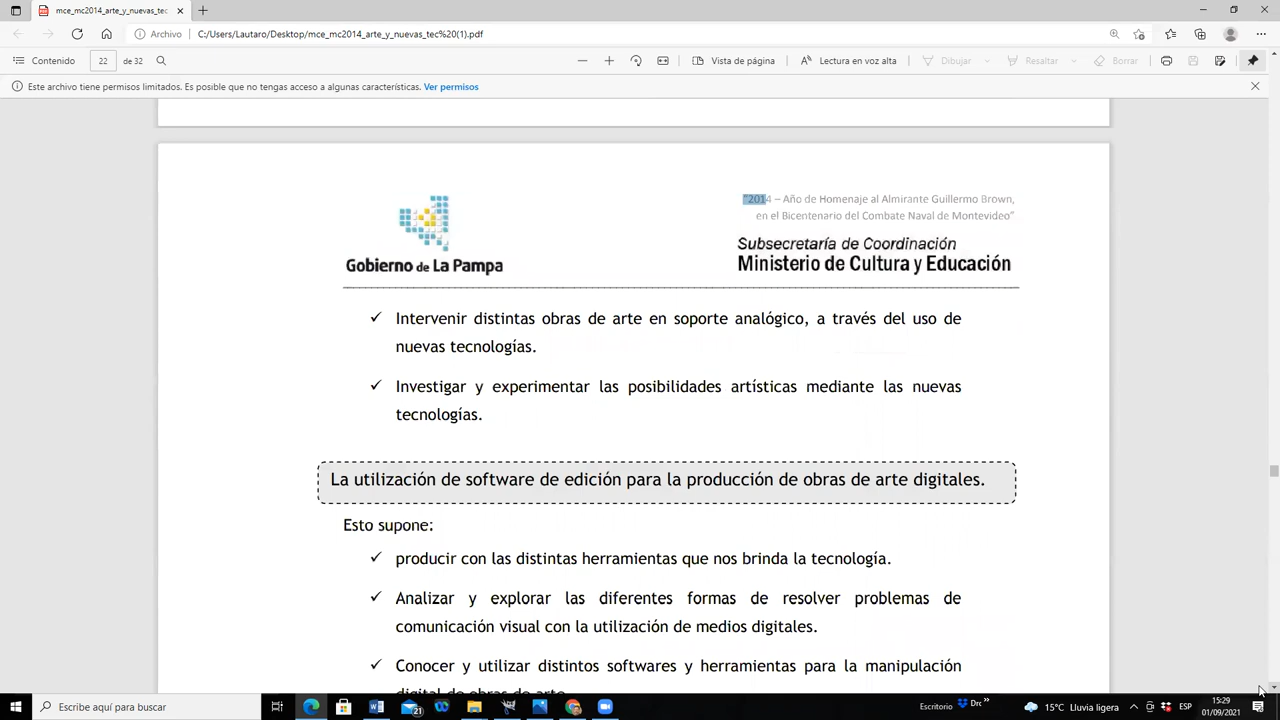 mce_mc2014_arte_y_nuevas_tec
Archivo
C:/Users/Lautaro/Desktop/mce_mc2014_arte_y_nuevas_tec%20(1).pdf
Contenido
22
de 32
Vista de página
Lectura en voz alta
Dibujar
Resaltar
Borrar
Este archivo tiene permisos limitados. Es posible que no tengas acceso a algunas características. Ver permisos
"2014 – Año de Homenaje al Almirante Guillermo Brown,
en el Bicentenario del Combate Naval de Montevideo"
Subsecretaría de Coordinación
Ministerio de Cultura y Educación
Gobierno de La Pampa
✓ Intervenir distintas obras de arte en soporte analógico, a través del uso de
nuevas tecnologías.
✓ Investigar y experimentar las posibilidades artísticas mediante las nuevas
tecnologías.
La utilización de software de edición para la producción de obras de arte digitales.
Esto supone:
✓ producir con las distintas herramientas que nos brinda la tecnología.
✓ Analizar y explorar las diferentes formas de resolver problemas de
comunicación visual con la utilización de medios digitales.
✓ Conocer y utilizar distintos softwares y herramientas para la manipulación
digital de obras de arte
Escribe aquí para buscar
21
Escritorio
Drc
15°C Lluvia ligera
ESP
15:29
01/09/2021